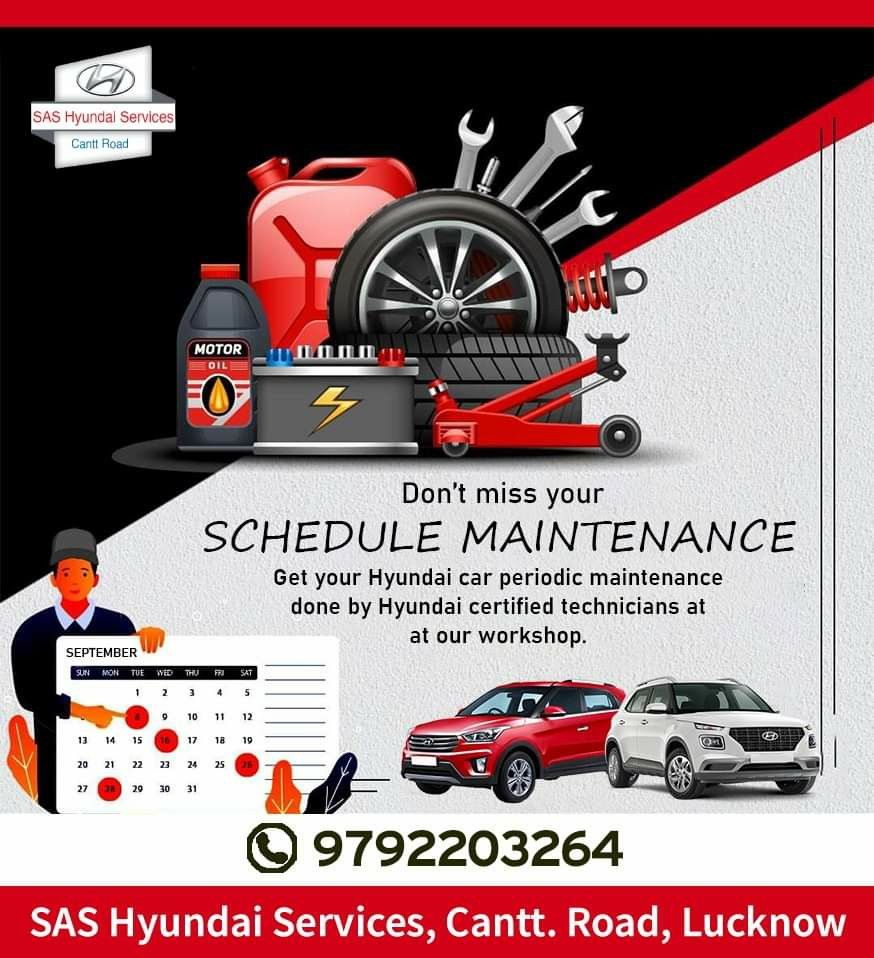 SAS Hyundai Services
Cantt Road
MOTOR
OIL
Don't miss your
SCHEDULE MAINTENANCE
Get your Hyundai car periodic maintenance
done by Hyundai certified technicians at
at our workshop.
SEPTEMBER
SUN MON TUE WED THU FRI SAT
1 2 3 4 5
8 9 10 11 12
13 14 15 16 17 18 19
20 21 22 23 24 25 26
27 28 29 30 31
9792203264
SAS Hyundai Services, Cantt. Road, Lucknow